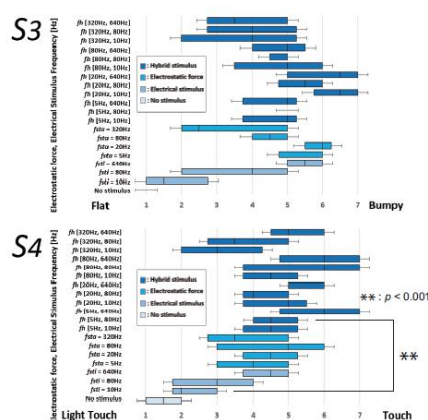 S3
Electrostatic force, Electrical Stimulus Frequency [Hz]
fh [320Hz, 640Hz]
fh [320Hz, 80Hz]
fh [320Hz, 10Hz]
fh [80Hz, 640Hz]
fh [80Hz, 80Hz]
fh [80Hz, 10Hz]
fh [20Hz, 640Hz]
fh [20Hz, 80Hz]
fh [20Hz, 10Hz]
fh [5Hz, 640Hz]
fh [5Hz, 80Hz]
fh [5Hz, 10Hz]
fsta = 320Hz
fsta = 80Hz
fsta = 20Hz
fsta = 5Hz
fsti = 640Hz
fsti = 80Hz
fsti = 10Hz
No stimulus
: Hybrid stimulus
: Electrostatic force
: Electrical stimulus
: No stimulus
1 2 3 4 5 6 7
Flat Bumpy
S4
Electrostatic force, Electrical Stimulus Frequency [Hz]
fh [320Hz, 640Hz]
fh [320Hz, 80Hz]
fh [320Hz, 10Hz]
fh [80Hz, 640Hz]
fh [80Hz, 80Hz]
fh [80Hz, 10Hz]
fh [20Hz, 640Hz]
fh [20Hz, 80Hz]
fh [20Hz, 10Hz]
fh [5Hz, 640Hz]
fh [5Hz, 80Hz]
fh [5Hz, 10Hz]
fsta = 320Hz
fsta = 80Hz
fsta = 20Hz
fsta = 5Hz
fsti = 640Hz
fsti = 80Hz
fsti = 10Hz
No stimulus
: Hybrid stimulus
: Electrostatic force
: Electrical stimulus
: No stimulus
** : p < 0.001
**
1 2 3 4 5 6 7
Light Touch Touch